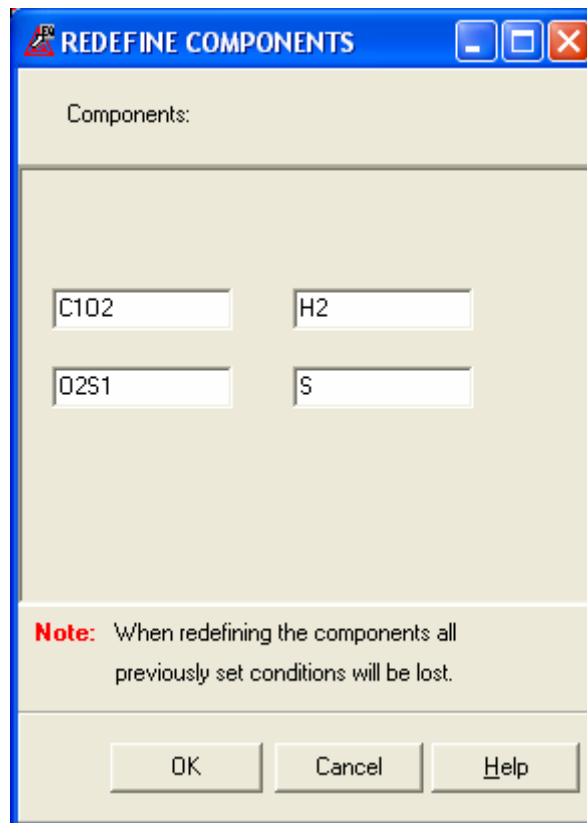 REDEFINE COMPONENTS
Components:
C1O2 H2
O2S1 S
Note: When redefining the components all
previously set conditions will be lost.
OK Cancel Help